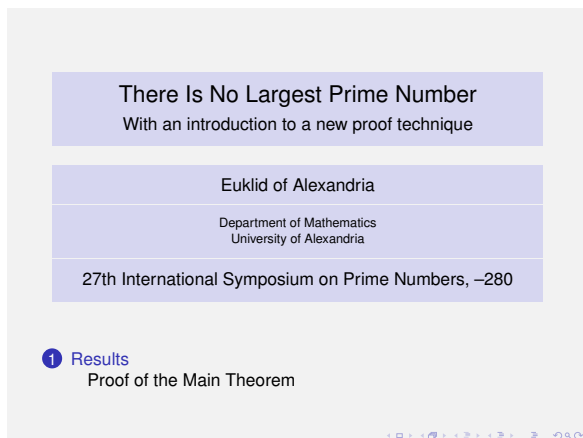 There Is No Largest Prime Number
With an introduction to a new proof technique
Euklid of Alexandria
Department of Mathematics
University of Alexandria
27th International Symposium on Prime Numbers, –280
1 Results
Proof of the Main Theorem